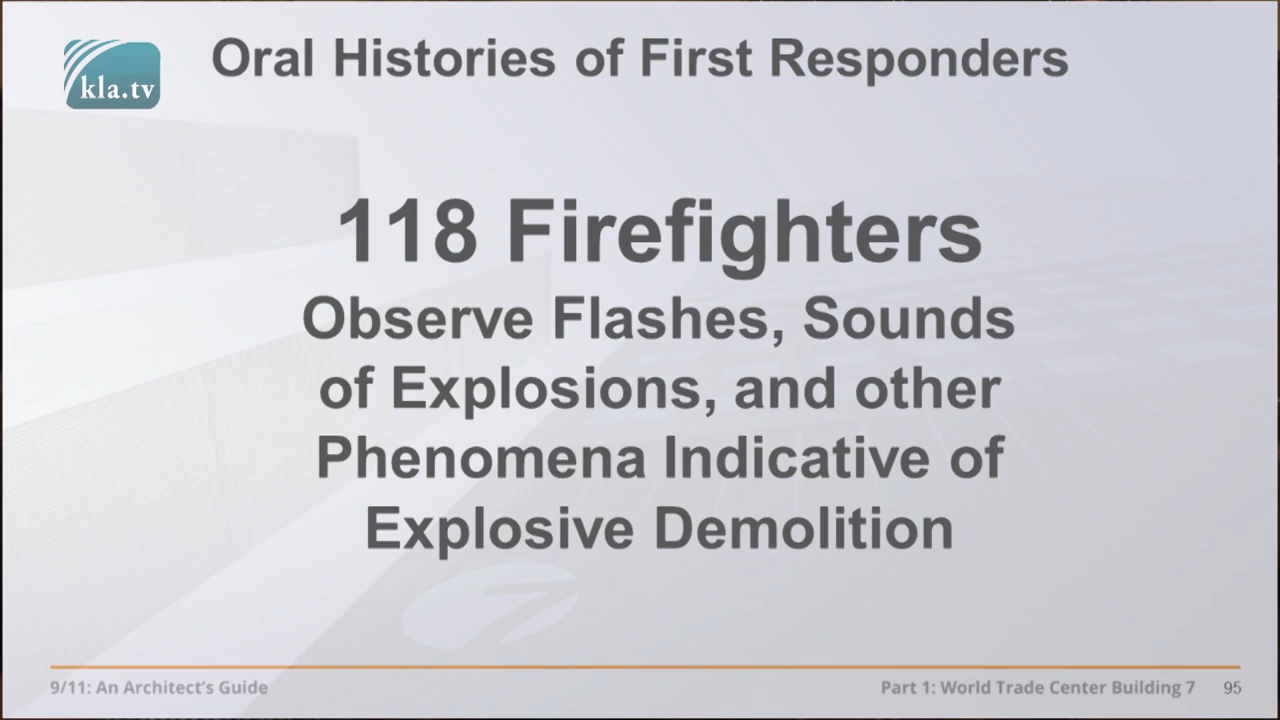 kla.tv
Oral Histories of First Responders
118 Firefighters
Observe Flashes, Sounds
of Explosions, and other
Phenomena Indicative of
Explosive Demolition
9/11: An Architect's Guide
Part 1: World Trade Center Building 7 95